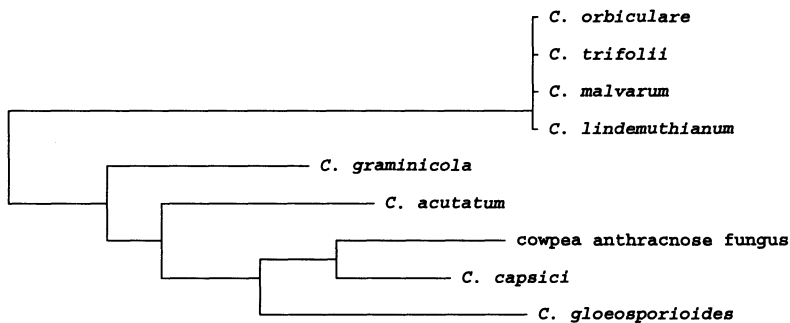 C. orbiculare
C. trifolii
C. malvarum
C. lindemuthianum
C. graminicola
C. acutatum
cowpea anthracnose fungus
C. capsici
C. gloeosporioides